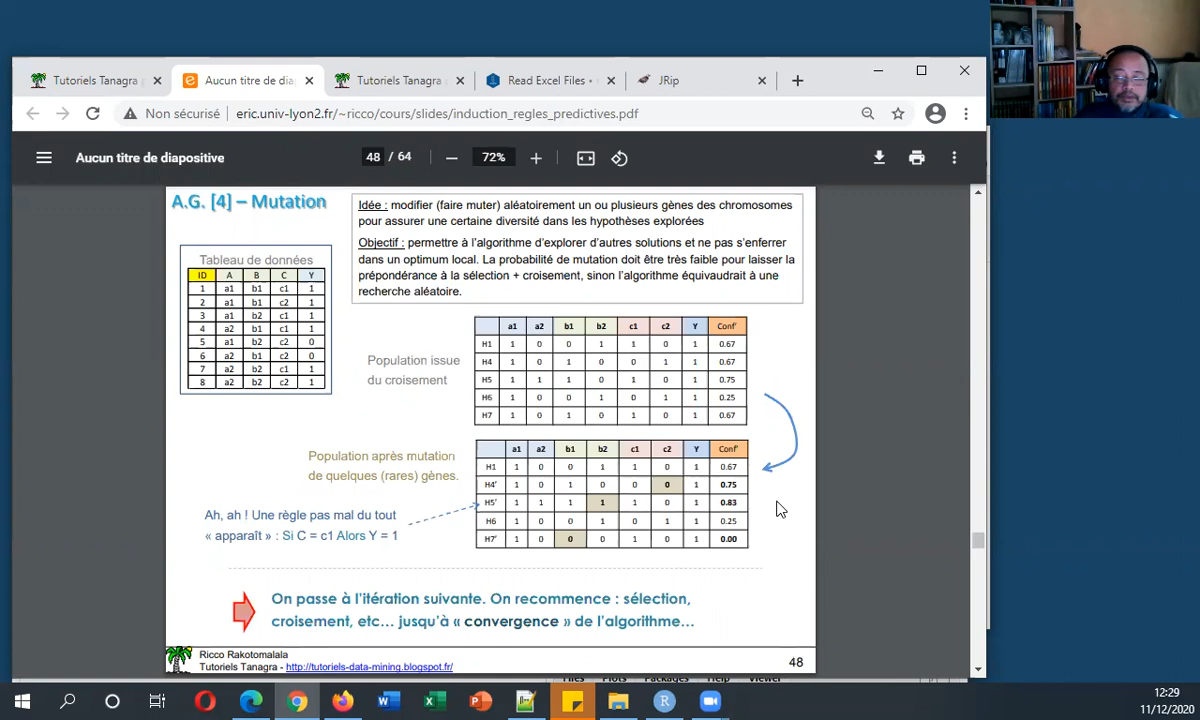 Tutoriels Tanagra
Aucun titre de dia
Tutoriels Tanagra
Read Excel Files •
JRip
Non sécurisé
eric.univ-lyon2.fr/~ricco/cours/slides/induction_regles_predictives.pdf
Aucun titre de diapositive
48 / 64
72%
A.G. [4] – Mutation
Idée : modifier (faire muter) aléatoirement un ou plusieurs gènes des chromosomes
pour assurer une certaine diversité dans les hypothèses explorées
Objectif : permettre à l'algorithme d'explorer d'autres solutions et ne pas s'enferrer
dans un optimum local. La probabilité de mutation doit être très faible pour laisser la
prépondérance à la sélection + croisement, sinon l'algorithme équivaudrait à une
recherche aléatoire.
Tableau de données
ID A B C Y
1 a1 b1 c1 1
2 a1 b1 c2 1
3 a1 b2 c1 1
4 a2 b1 c1 1
5 a1 b2 c2 0
6 a2 b1 c2 0
7 a2 b2 c2 1
8 a2 b2 c2 1
Population issue
du croisement
a1 a2 b1 b2 c1 c2 Y Conf'
H1 1 0 0 1 1 0 1 0.67
H4 1 0 1 0 0 1 1 0.67
H5 1 1 1 0 1 0 1 0.75
H6 1 0 0 1 0 1 1 0.25
H7 1 0 1 0 1 0 1 0.67
Population après mutation
de quelques (rares) gènes.
a1 a2 b1 b2 c1 c2 Y Conf'
H1 1 0 0 1 1 0 1 0.67
H4' 1 0 1 0 0 0 1 0.75
H5' 1 1 1 1 1 0 1 0.83
H6 1 0 0 1 0 1 1 0.25
H7' 1 0 0 0 1 0 1 0.00
Ah, ah ! Une règle pas mal du tout
« apparaît » : Si C = c1 Alors Y = 1
On passe à l'itération suivante. On recommence : sélection,
croisement, etc… jusqu'à « convergence » de l'algorithme…
Ricco Rakotomalala
Tutoriels Tanagra - http://tutoriels-data-mining.blogspot.fr/
48
Files Plots Packages Help Viewer
12:29
11/12/2020